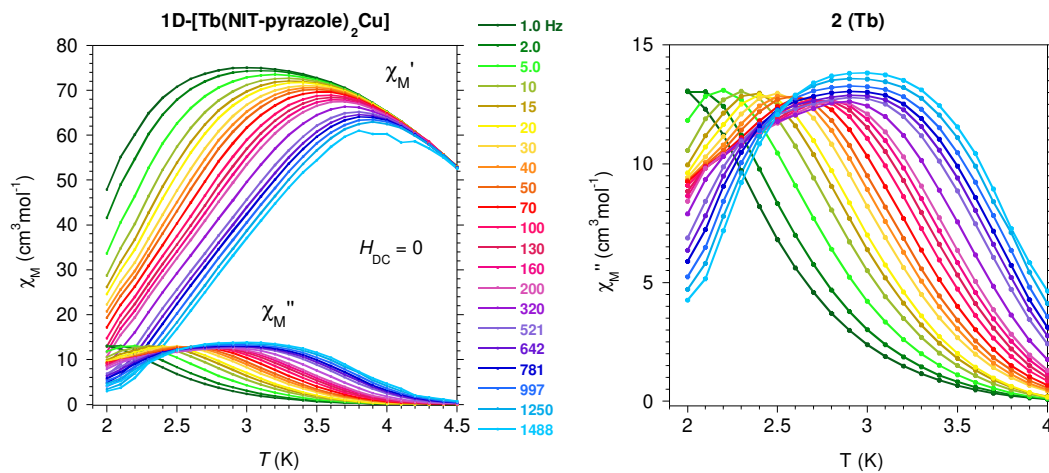 1D-[Tb(NIT-pyrazole)2Cu]
80
70
60
50
40
30
20
10
0
χM (cm3mol-1)
χM'
HDC = 0
χM''
2 2.5 3 3.5 4 4.5
T (K)
1.0 Hz
2.0
5.0
10
15
20
30
40
50
70
100
130
160
200
320
521
642
781
997
1250
1488
2 (Tb)
15
10
5
0
χM'' (cm3mol-1)
2 2.5 3 3.5 4
T (K)